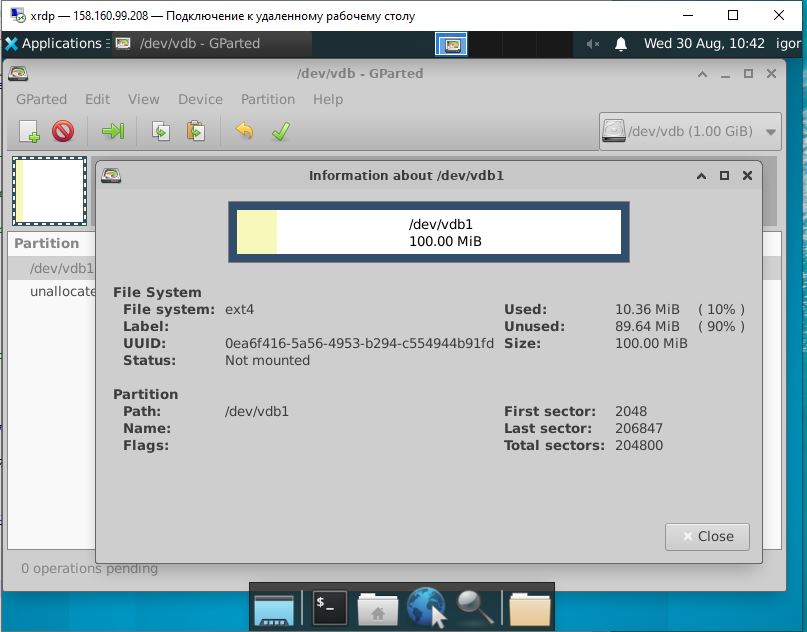 xrdp — 158.160.99.208 — Подключение к удаленному рабочему столу
Applications /dev/vdb - GParted Wed 30 Aug, 10:42 igor
/dev/vdb - GParted
GParted Edit View Device Partition Help
/dev/vdb (1.00 GiB)
Information about /dev/vdb1
/dev/vdb1
100.00 MiB
Partition
/dev/vdb1
unallocate
File System
File system: ext4 Used: 10.36 MiB ( 10% )
Label: Unused: 89.64 MiB ( 90% )
UUID: 0ea6f416-5a56-4953-b294-c554944b91fd Size: 100.00 MiB
Status: Not mounted
Partition
Path: /dev/vdb1 First sector: 2048
Name: Last sector: 206847
Flags: Total sectors: 204800
Close
0 operations pending
$_